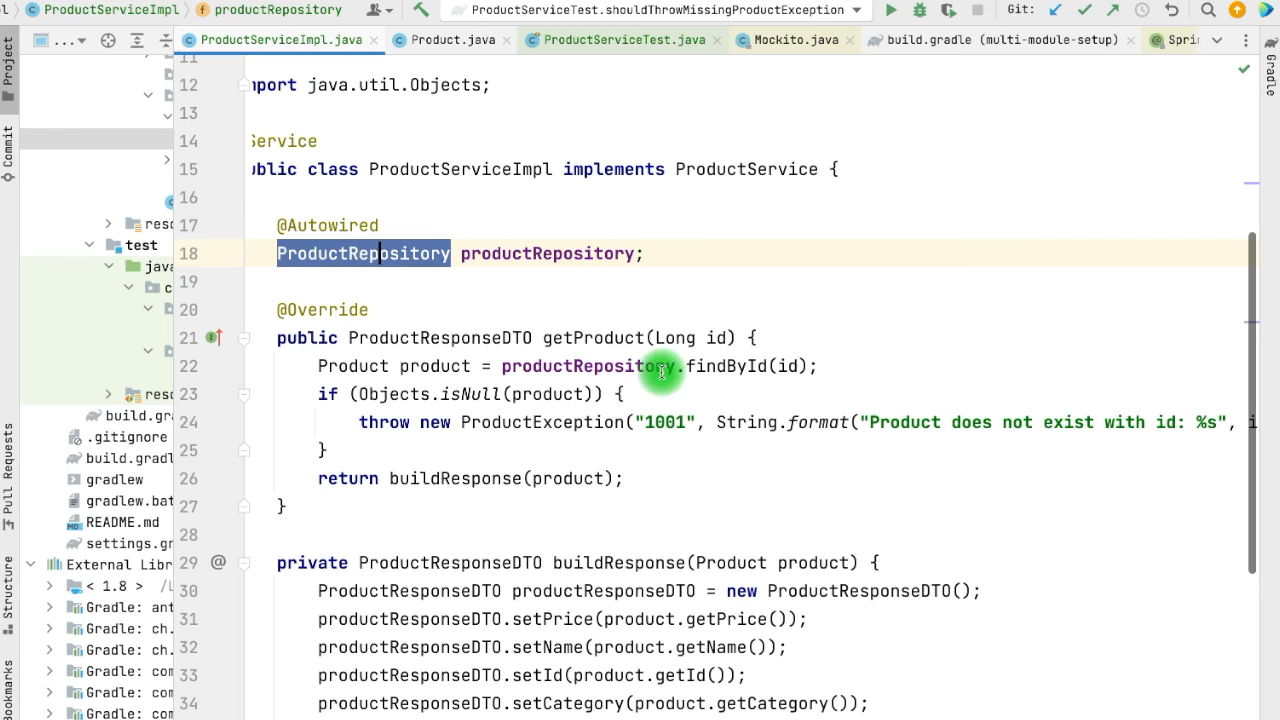 ProductServiceImpl productRepository ProductServiceTest.shouldThrowMissingProductException Git:
ProductServiceImpl.java Product.java ProductServiceTest.java Mockito.java build.gradle (multi-module-setup) Sprin
Project
Commit
Pull Requests
Structure
Bookmarks
reso
test
java
c
reso
build.gra
.gitignore
build.gradl
gradlew
gradlew.bat
README.md
settings.gr
External Libr
< 1.8 > /L
Gradle: ant
Gradle: ch.
Gradle: ch.
Gradle: com
Gradle: com
Gradle: com
11
12 mport java.util.Objects;
13
14 Service
15 ublic class ProductServiceImpl implements ProductService {
16
17 @Autowired
18 ProductRepository productRepository;
19
20 @Override
21 public ProductResponseDTO getProduct(Long id) {
22 Product product = productRepository.findById(id);
23 if (Objects.isNull(product)) {
24 throw new ProductException("1001", String.format("Product does not exist with id: %s", i
25 }
26 return buildResponse(product);
27 }
28
29 @ private ProductResponseDTO buildResponse(Product product) {
30 ProductResponseDTO productResponseDTO = new ProductResponseDTO();
31 productResponseDTO.setPrice(product.getPrice());
32 productResponseDTO.setName(product.getName());
33 productResponseDTO.setId(product.getId());
34 productResponseDTO.setCategory(product.getCategory());
Gradle